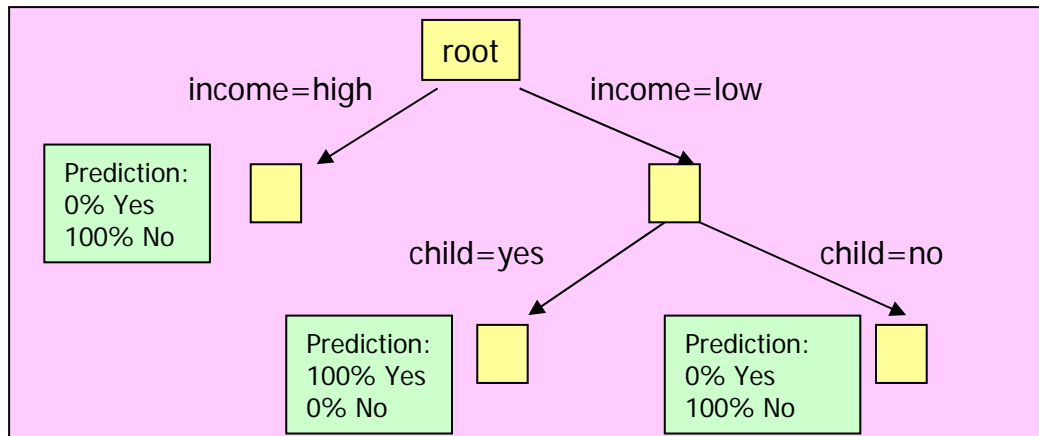 root
income=high
income=low
Prediction:
0% Yes
100% No
child=yes
child=no
Prediction:
100% Yes
0% No
Prediction:
0% Yes
100% No